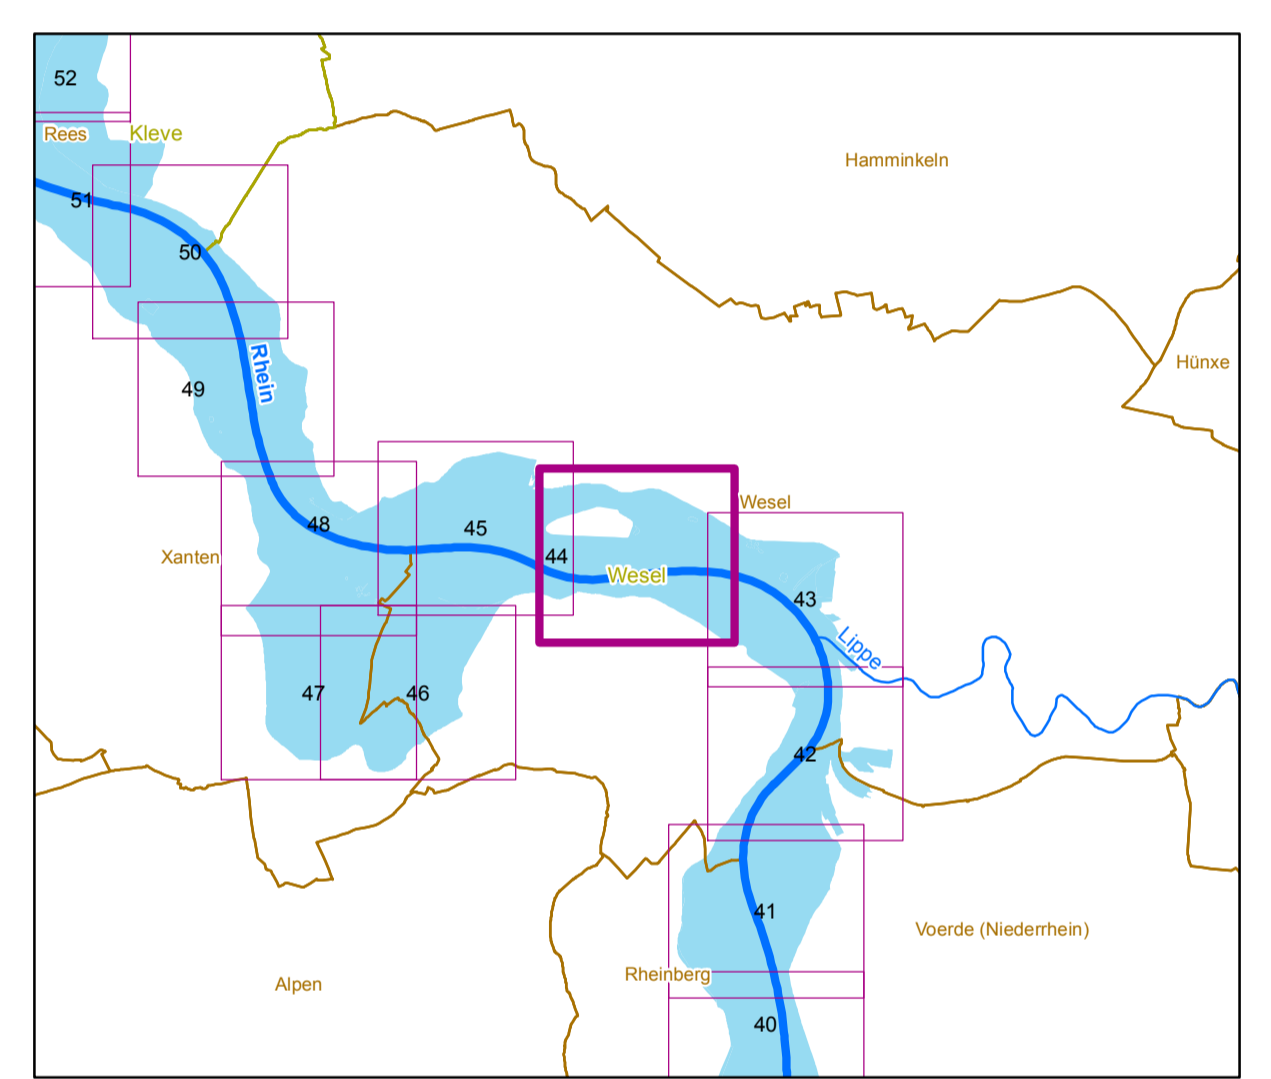 52
Rees
Kleve
Hamminkeln
51
50
Rhein
Hünxe
49
Wesel
48
45
44
Xanten
Wesel
43
Lippe
47
46
42
41
Voerde (Niederrhein)
Rheinberg
Alpen
40